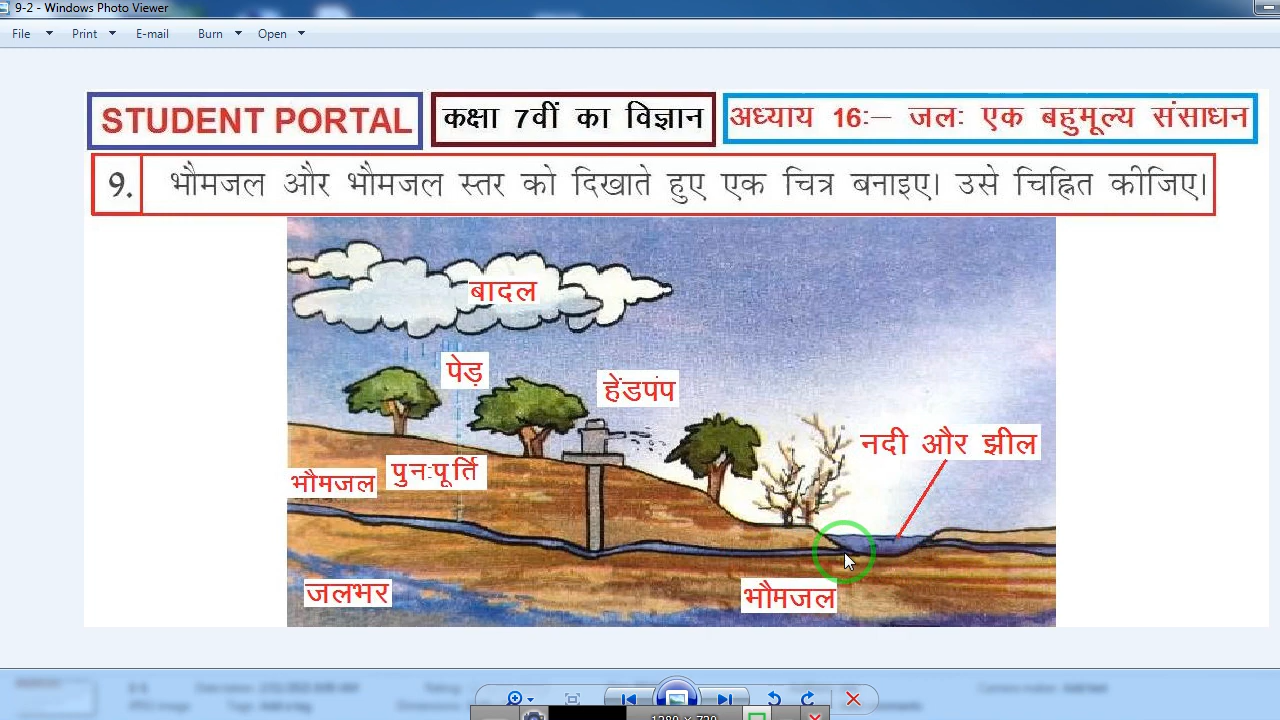 9-2 - Windows Photo Viewer
File Print E-mail Burn Open
STUDENT PORTAL कक्षा 7वीं का विज्ञान अध्याय 16:– जलः एक बहुमूल्य संसाधन
9. भौमजल और भौमजल स्तर को दिखाते हुए एक चित्र बनाइए। उसे चिह्नित कीजिए।
बादल
पेड़
हेंडपंप
नदी और झील
भौमजल पुनःपूर्ति
जलभर
भौमजल